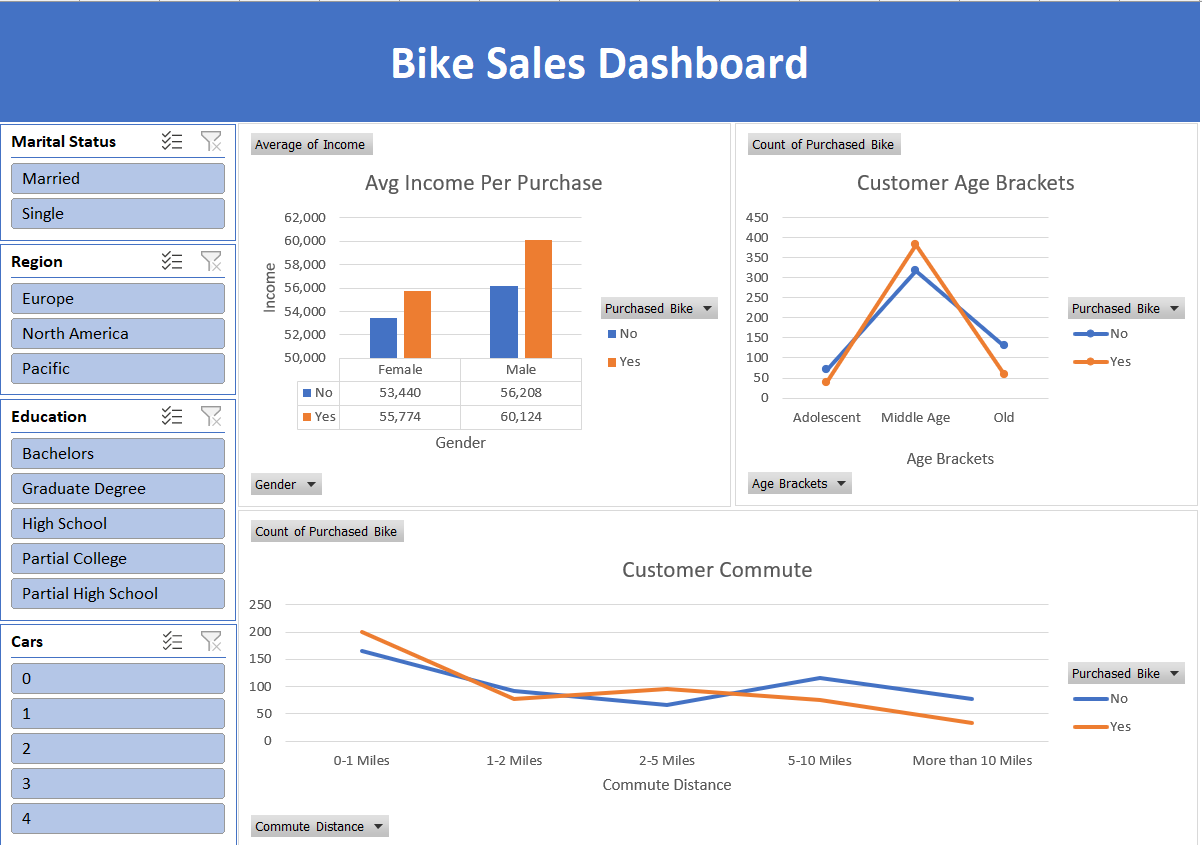 Bike Sales Dashboard
Marital Status
Married
Single
Region
Europe
North America
Pacific
Education
Bachelors
Graduate Degree
High School
Partial College
Partial High School
Cars
0
1
2
3
4
Average of Income
Avg Income Per Purchase
62,000
60,000
58,000
56,000
54,000
52,000
50,000
Income
Female Male
No 53,440 56,208
Yes 55,774 60,124
Gender
Purchased Bike
No
Yes
Gender
Count of Purchased Bike
Customer Age Brackets
450
400
350
300
250
200
150
100
50
0
Adolescent Middle Age Old
Age Brackets
Purchased Bike
No
Yes
Age Brackets
Count of Purchased Bike
Customer Commute
250
200
150
100
50
0
0-1 Miles 1-2 Miles 2-5 Miles 5-10 Miles More than 10 Miles
Commute Distance
Purchased Bike
No
Yes
Commute Distance